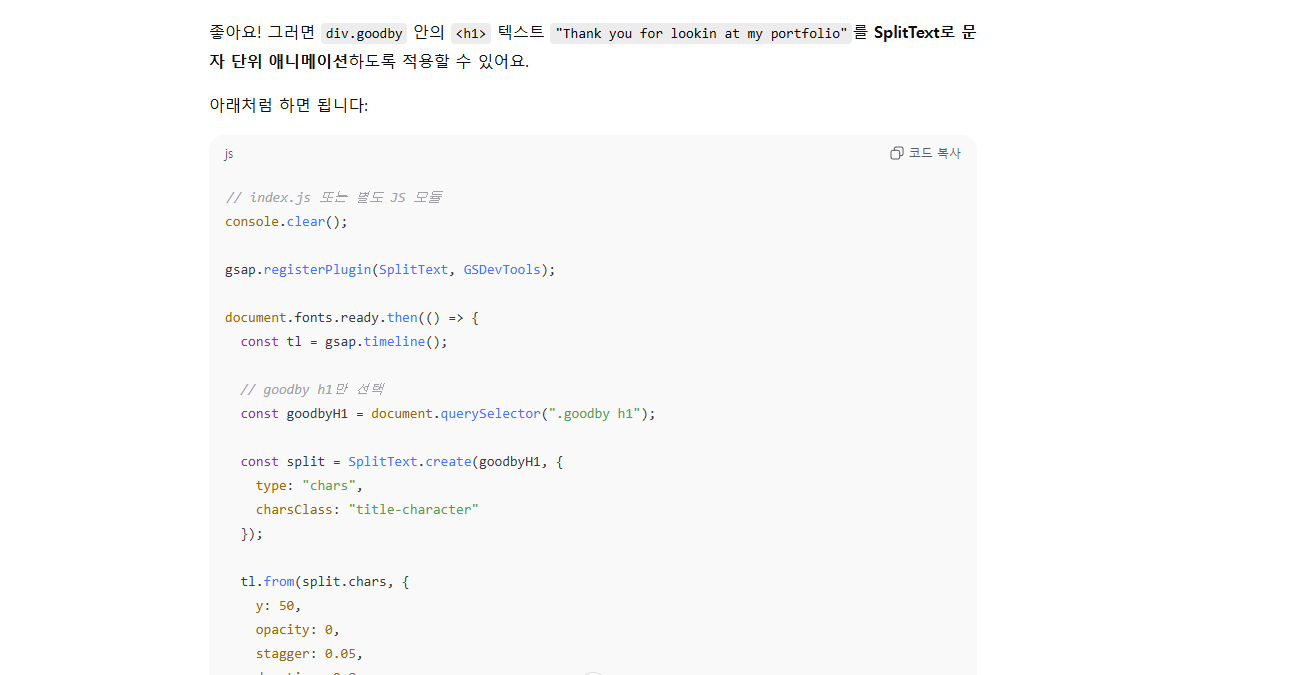 좋아요! 그러면 div.goodby 안의 <h1> 텍스트 "Thank you for lookin at my portfolio"를 SplitText로 문
자 단위 애니메이션하도록 적용할 수 있어요.
아래처럼 하면 됩니다:
js
코드 복사
// index.js 또는 별도 JS 모듈
console.clear();
gsap.registerPlugin(SplitText, GSDevTools);
document.fonts.ready.then(() => {
const tl = gsap.timeline();
// goodby h1만 선택
const goodbyH1 = document.querySelector(".goodby h1");
const split = SplitText.create(goodbyH1, {
type: "chars",
charsClass: "title-character"
});
tl.from(split.chars, {
y: 50,
opacity: 0,
stagger: 0.05,